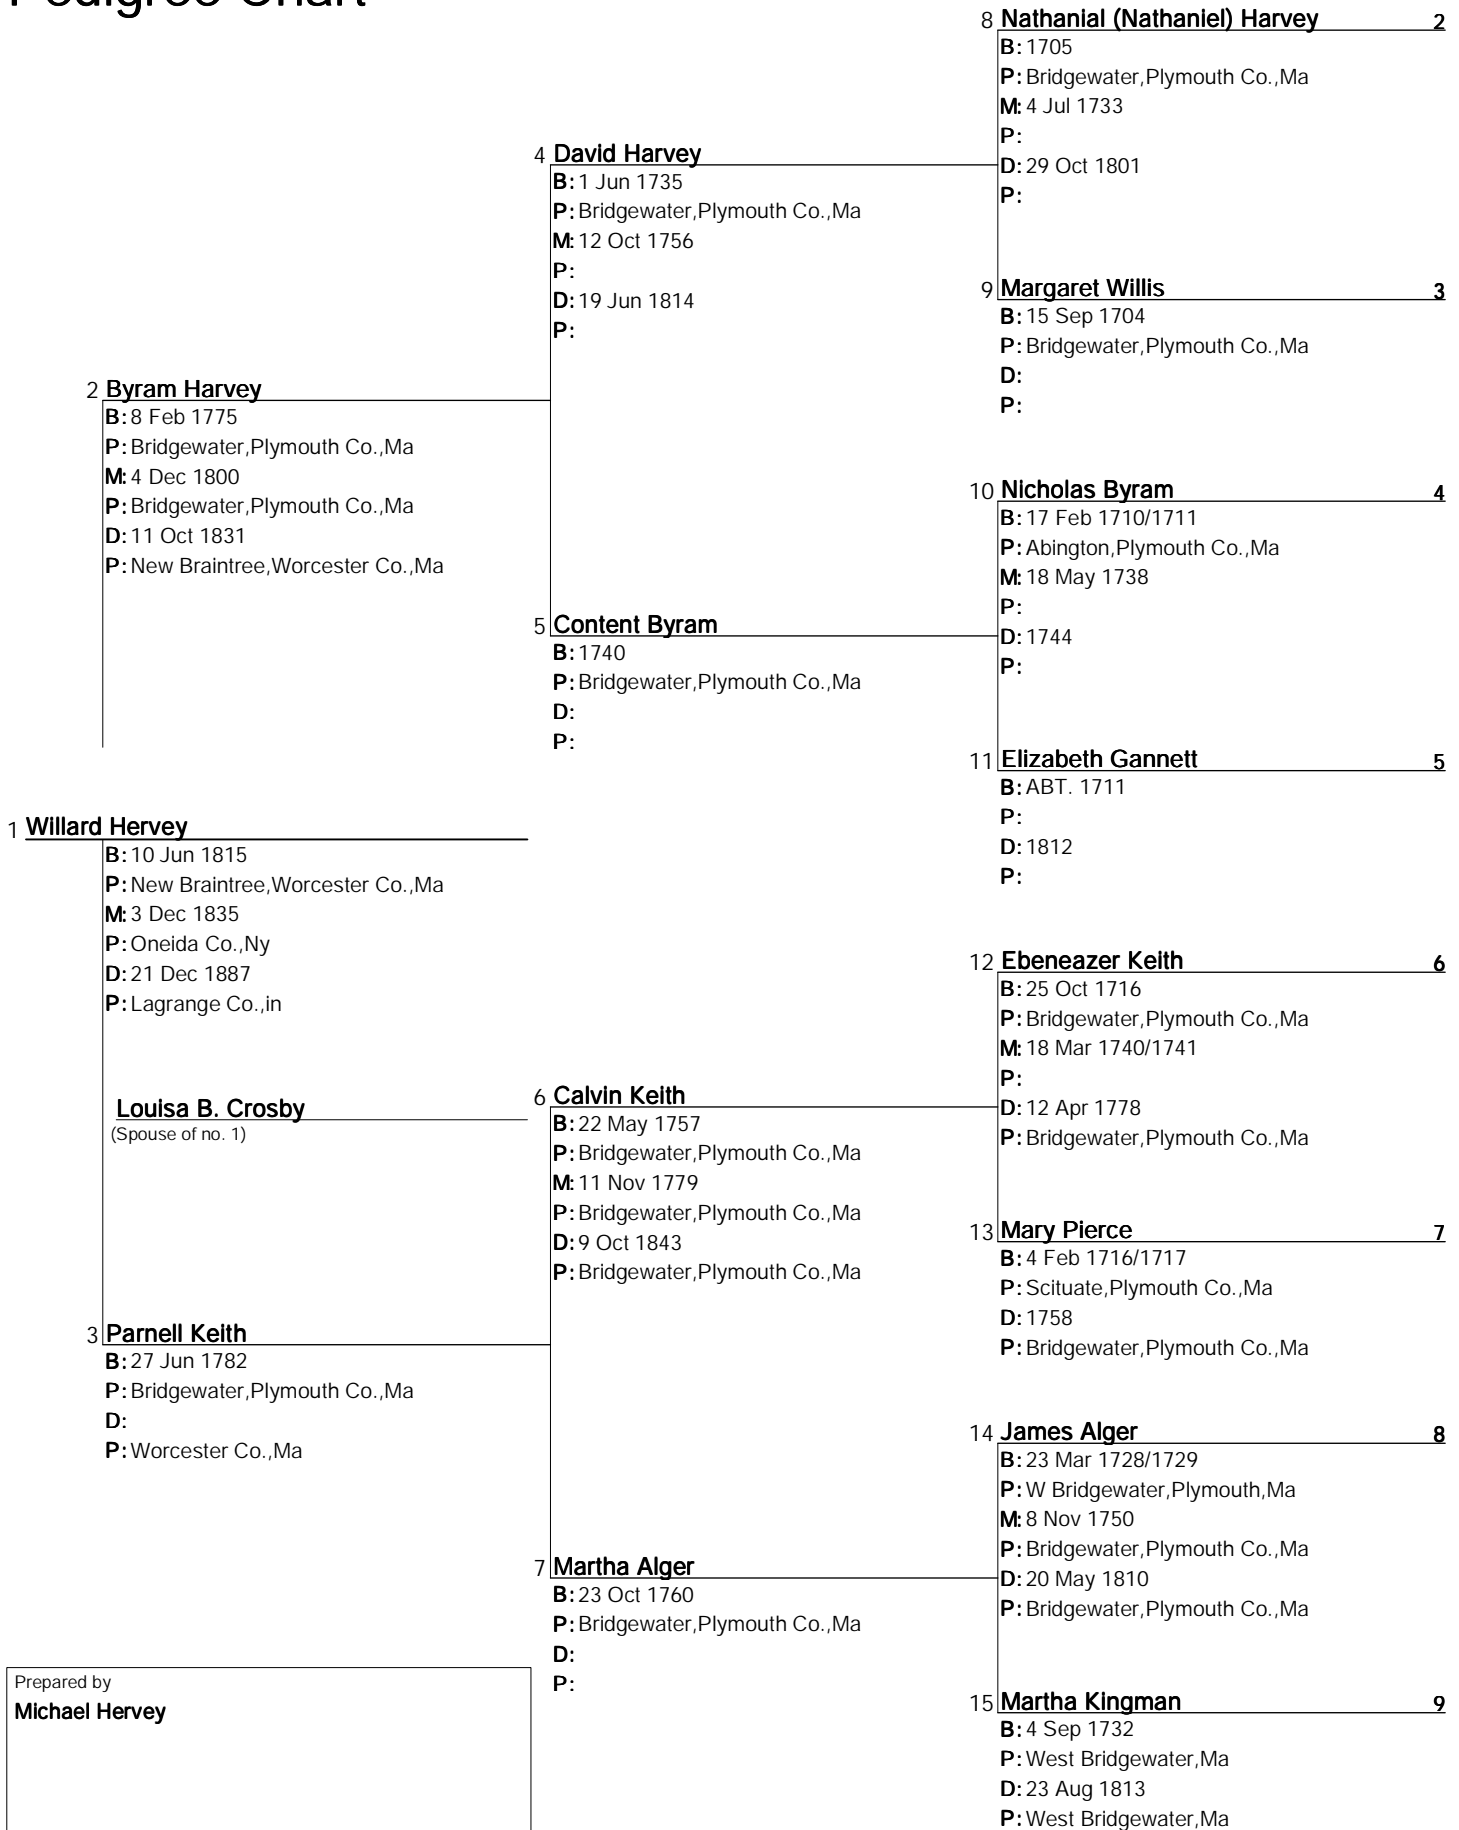 Pedigree Chart
8 Nathanial (Nathaniel) Harvey 2
B: 1705
P: Bridgewater,Plymouth Co.,Ma
M: 4 Jul 1733
P:
D: 29 Oct 1801
P:
4 David Harvey
B: 1 Jun 1735
P: Bridgewater,Plymouth Co.,Ma
M: 12 Oct 1756
P:
D: 19 Jun 1814
P:
9 Margaret Willis 3
B: 15 Sep 1704
P: Bridgewater,Plymouth Co.,Ma
D:
P:
2 Byram Harvey
B: 8 Feb 1775
P: Bridgewater,Plymouth Co.,Ma
M: 4 Dec 1800
P: Bridgewater,Plymouth Co.,Ma
D: 11 Oct 1831
P: New Braintree,Worcester Co.,Ma
10 Nicholas Byram 4
B: 17 Feb 1710/1711
P: Abington,Plymouth Co.,Ma
M: 18 May 1738
P:
D: 1744
P:
5 Content Byram
B: 1740
P: Bridgewater,Plymouth Co.,Ma
D:
P:
11 Elizabeth Gannett 5
B: ABT. 1711
P:
D: 1812
P:
1 Willard Hervey
B: 10 Jun 1815
P: New Braintree,Worcester Co.,Ma
M: 3 Dec 1835
P: Oneida Co.,Ny
D: 21 Dec 1887
P: Lagrange Co.,in
Louisa B. Crosby
(Spouse of no. 1)
12 Ebeneazer Keith 6
B: 25 Oct 1716
P: Bridgewater,Plymouth Co.,Ma
M: 18 Mar 1740/1741
P:
D: 12 Apr 1778
P: Bridgewater,Plymouth Co.,Ma
6 Calvin Keith
B: 22 May 1757
P: Bridgewater,Plymouth Co.,Ma
M: 11 Nov 1779
P: Bridgewater,Plymouth Co.,Ma
D: 9 Oct 1843
P: Bridgewater,Plymouth Co.,Ma
13 Mary Pierce 7
B: 4 Feb 1716/1717
P: Scituate,Plymouth Co.,Ma
D: 1758
P: Bridgewater,Plymouth Co.,Ma
3 Parnell Keith
B: 27 Jun 1782
P: Bridgewater,Plymouth Co.,Ma
D:
P: Worcester Co.,Ma
14 James Alger 8
B: 23 Mar 1728/1729
P: W Bridgewater,Plymouth,Ma
M: 8 Nov 1750
P: Bridgewater,Plymouth Co.,Ma
D: 20 May 1810
P: Bridgewater,Plymouth Co.,Ma
7 Martha Alger
B: 23 Oct 1760
P: Bridgewater,Plymouth Co.,Ma
D:
P:
15 Martha Kingman 9
B: 4 Sep 1732
P: West Bridgewater,Ma
D: 23 Aug 1813
P: West Bridgewater,Ma
Prepared by
Michael Hervey